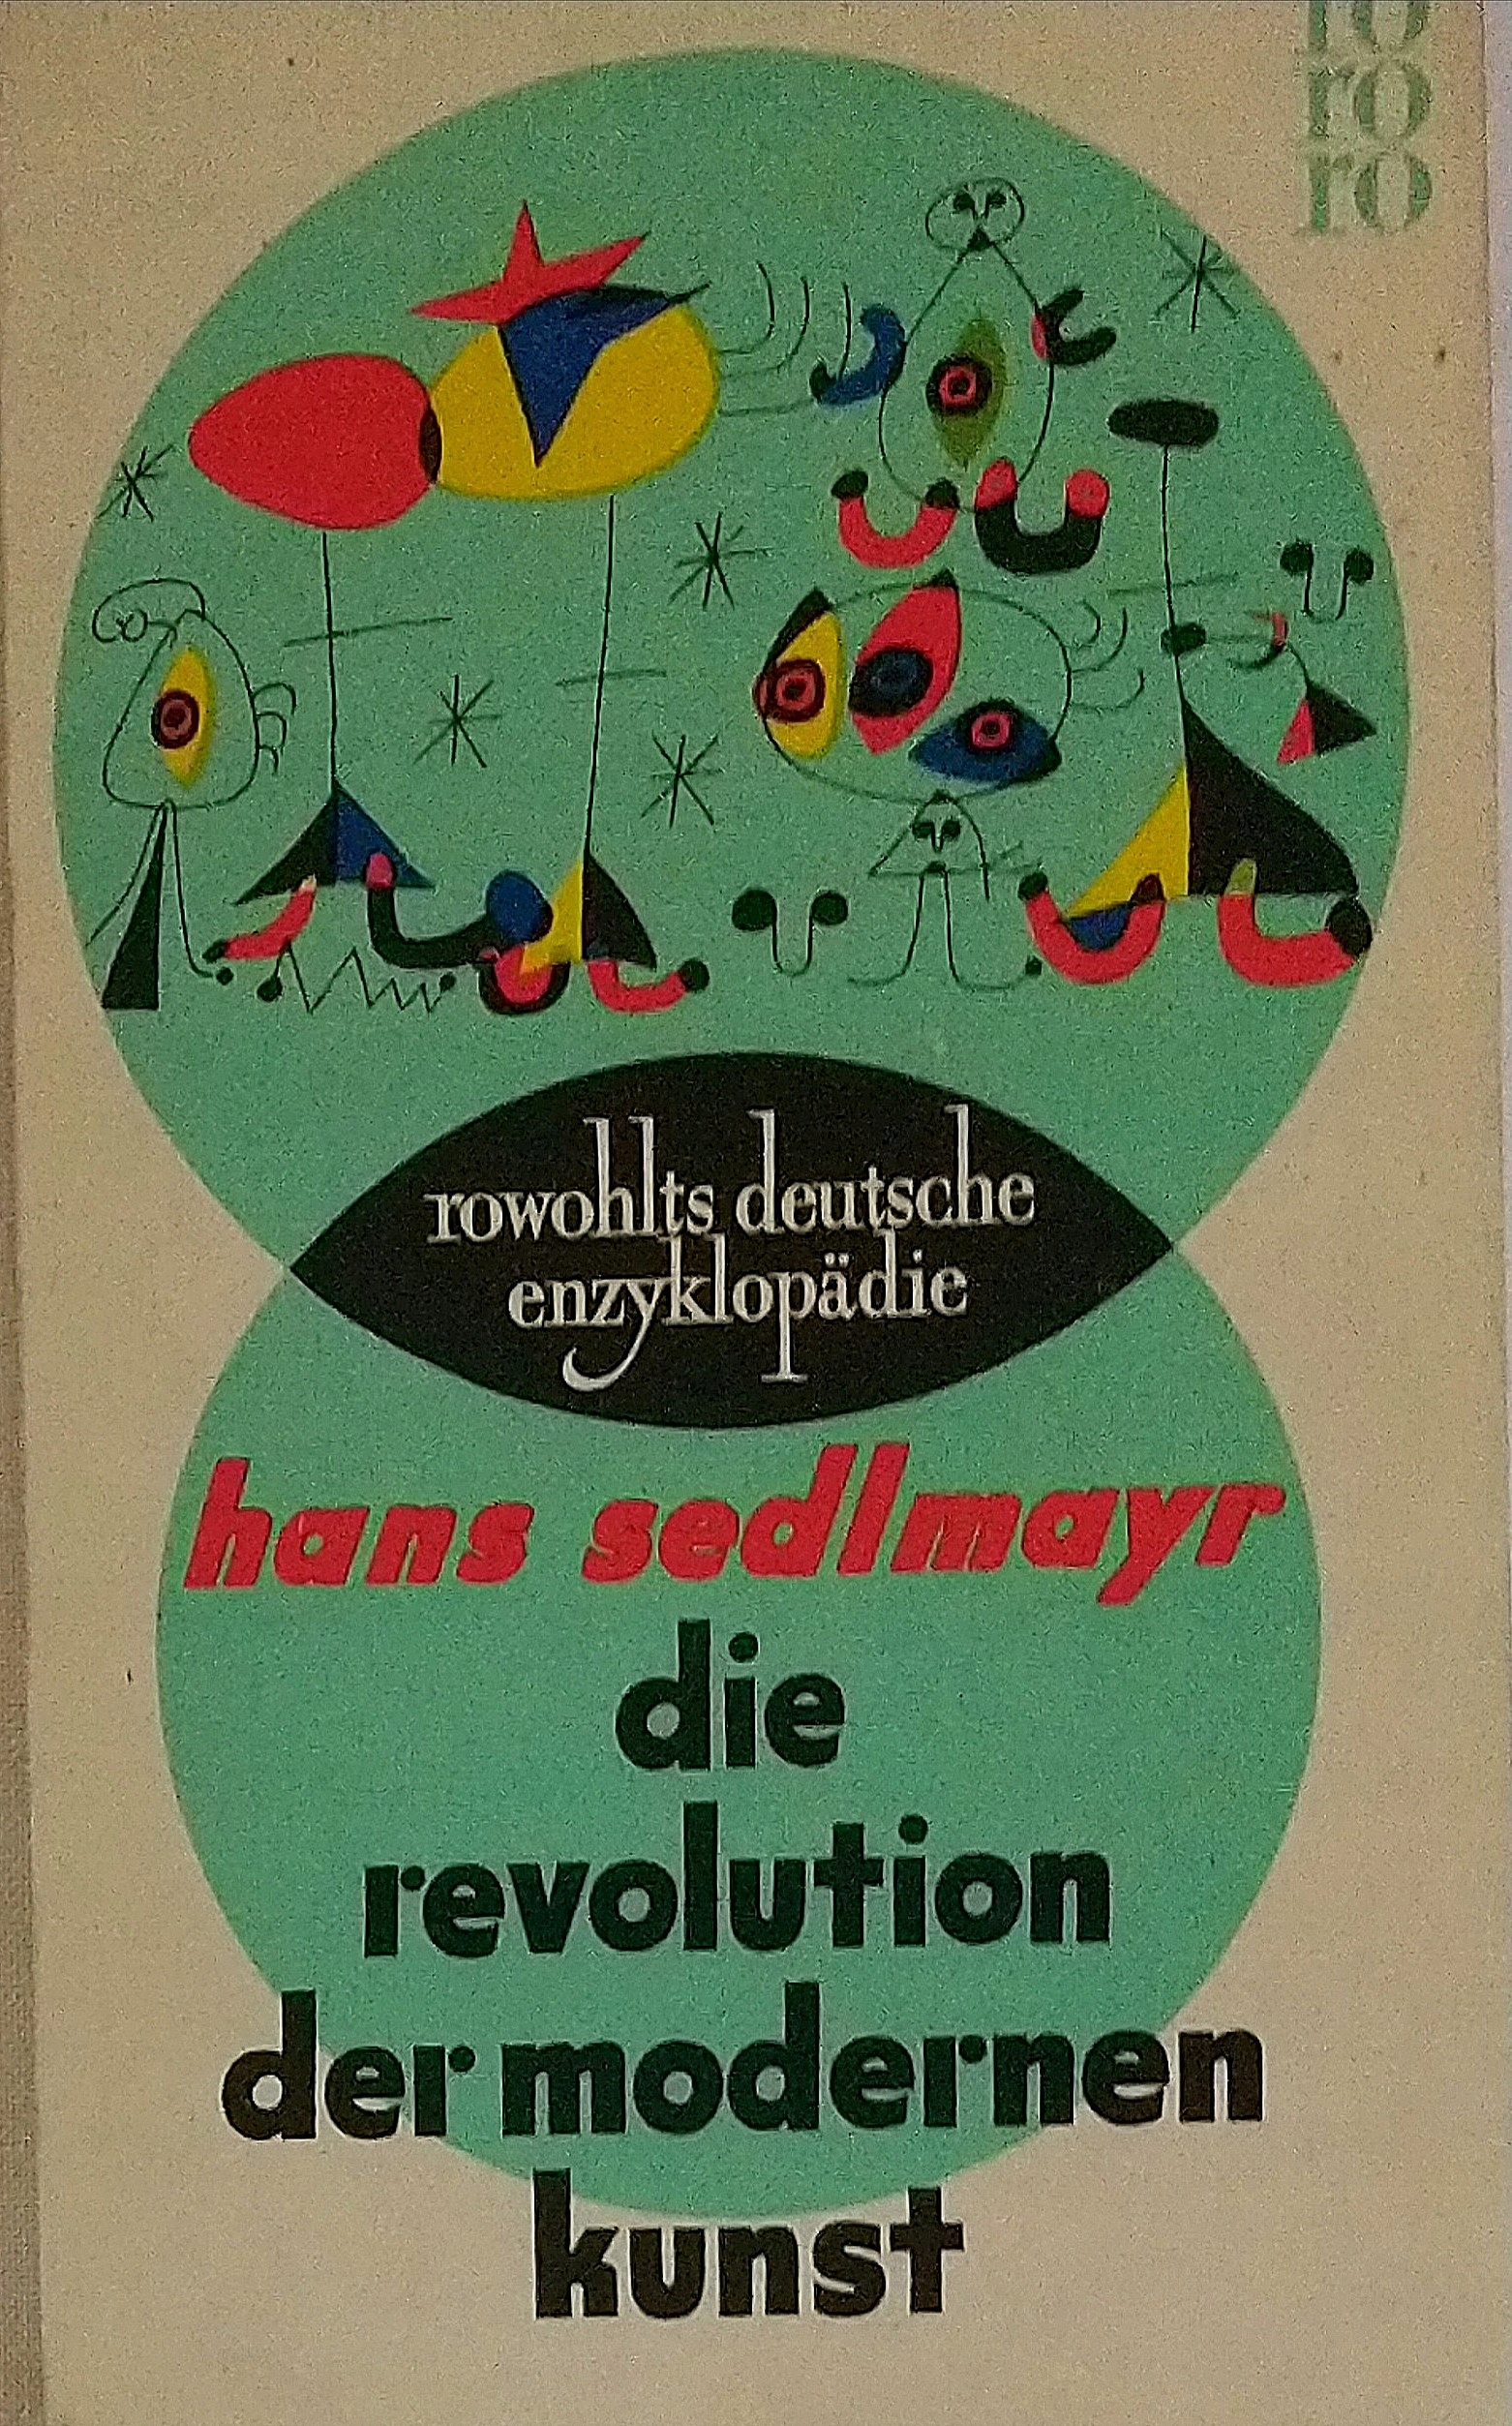 ro
ro
ro
rowohlts deutsche
enzyklopädie
hans sedlmayr
die
revolution
der modernen
kunst